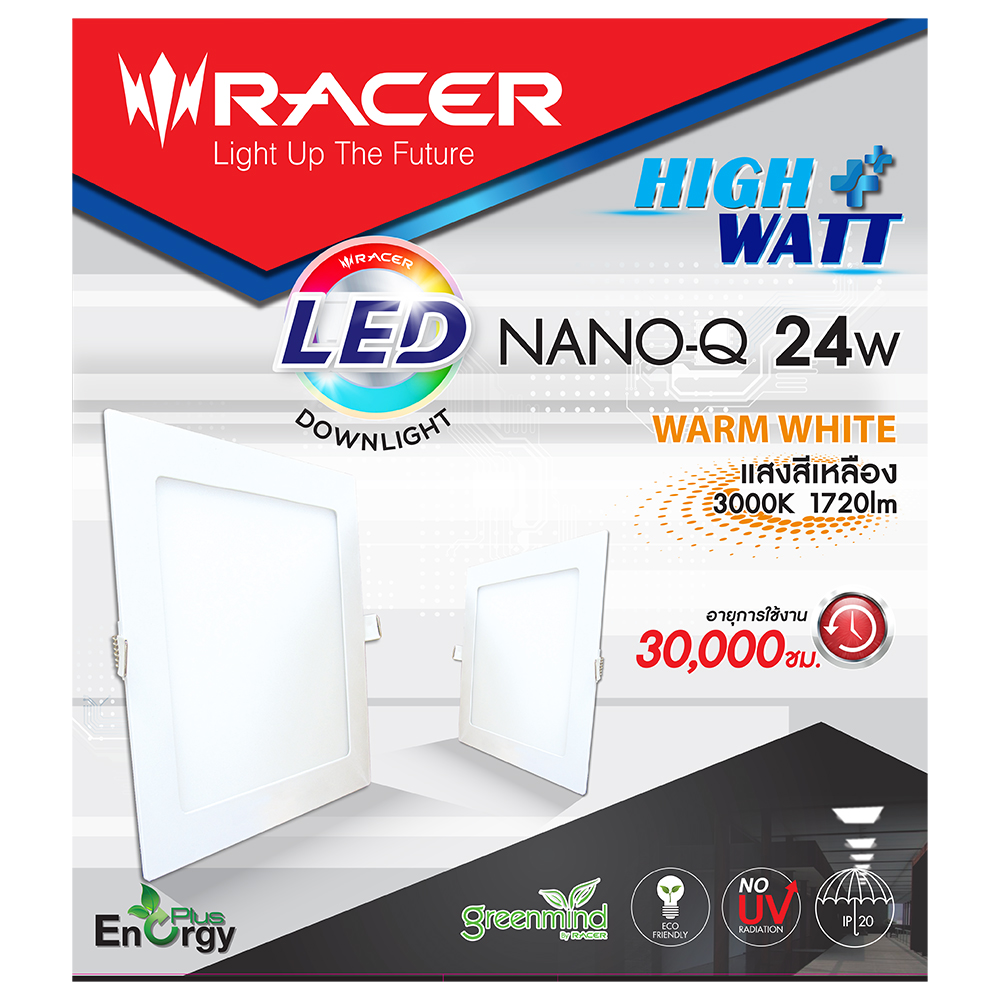 RACER
Light Up The Future
HIGH
WATT
RACER
LED
DOWNLIGHT
NANO-Q 24W
WARM WHITE
แสงสีเหลือง
3000K 1720lm
อายุการใช้งาน
30,000ชม.
Plus
Energy
greenmind
By RACER
ECO
FRIENDLY
NO
UV
RADIATION
IP 20